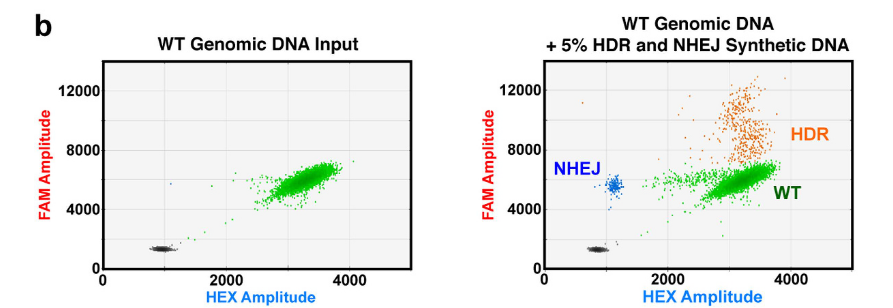 b
WT Genomic DNA Input
FAM Amplitude
12000
8000
4000
0
0
2000
4000
HEX Amplitude
WT Genomic DNA
+ 5% HDR and NHEJ Synthetic DNA
FAM Amplitude
12000
8000
4000
0
NHEJ
HDR
WT
0
2000
4000
HEX Amplitude